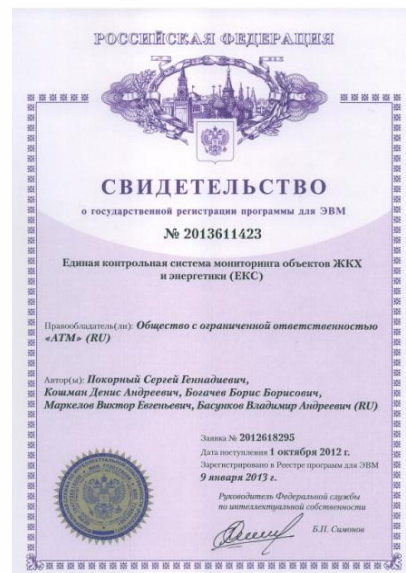 РОССИЙСКАЯ ФЕДЕРАЦИЯ
СВИДЕТЕЛЬСТВО
о государственной регистрации программы для ЭВМ
№ 2013611423
Единая контрольная система мониторинга объектов ЖКХ
и энергетики (ЕКС)
Правообладатель(ли): Общество с ограниченной ответственностью
«АТМ» (RU)
Автор(ы): Покорный Сергей Геннадиевич,
Кошман Денис Андреевич, Богачев Борис Борисович,
Маркелов Виктор Евгеньевич, Басунков Владимир Андреевич (RU)
Заявка № 2012618295
Дата поступления 1 октября 2012 г.
Зарегистрировано в Реестре программ для ЭВМ
9 января 2013 г.
Руководитель Федеральной службы
по интеллектуальной собственности
Б.П. Симонов